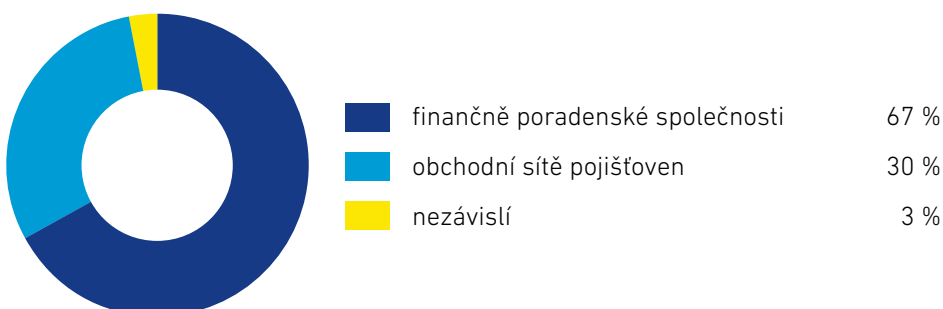 finančně poradenské společnosti 67 %
obchodní sítě pojišťoven 30 %
nezávislí 3 %